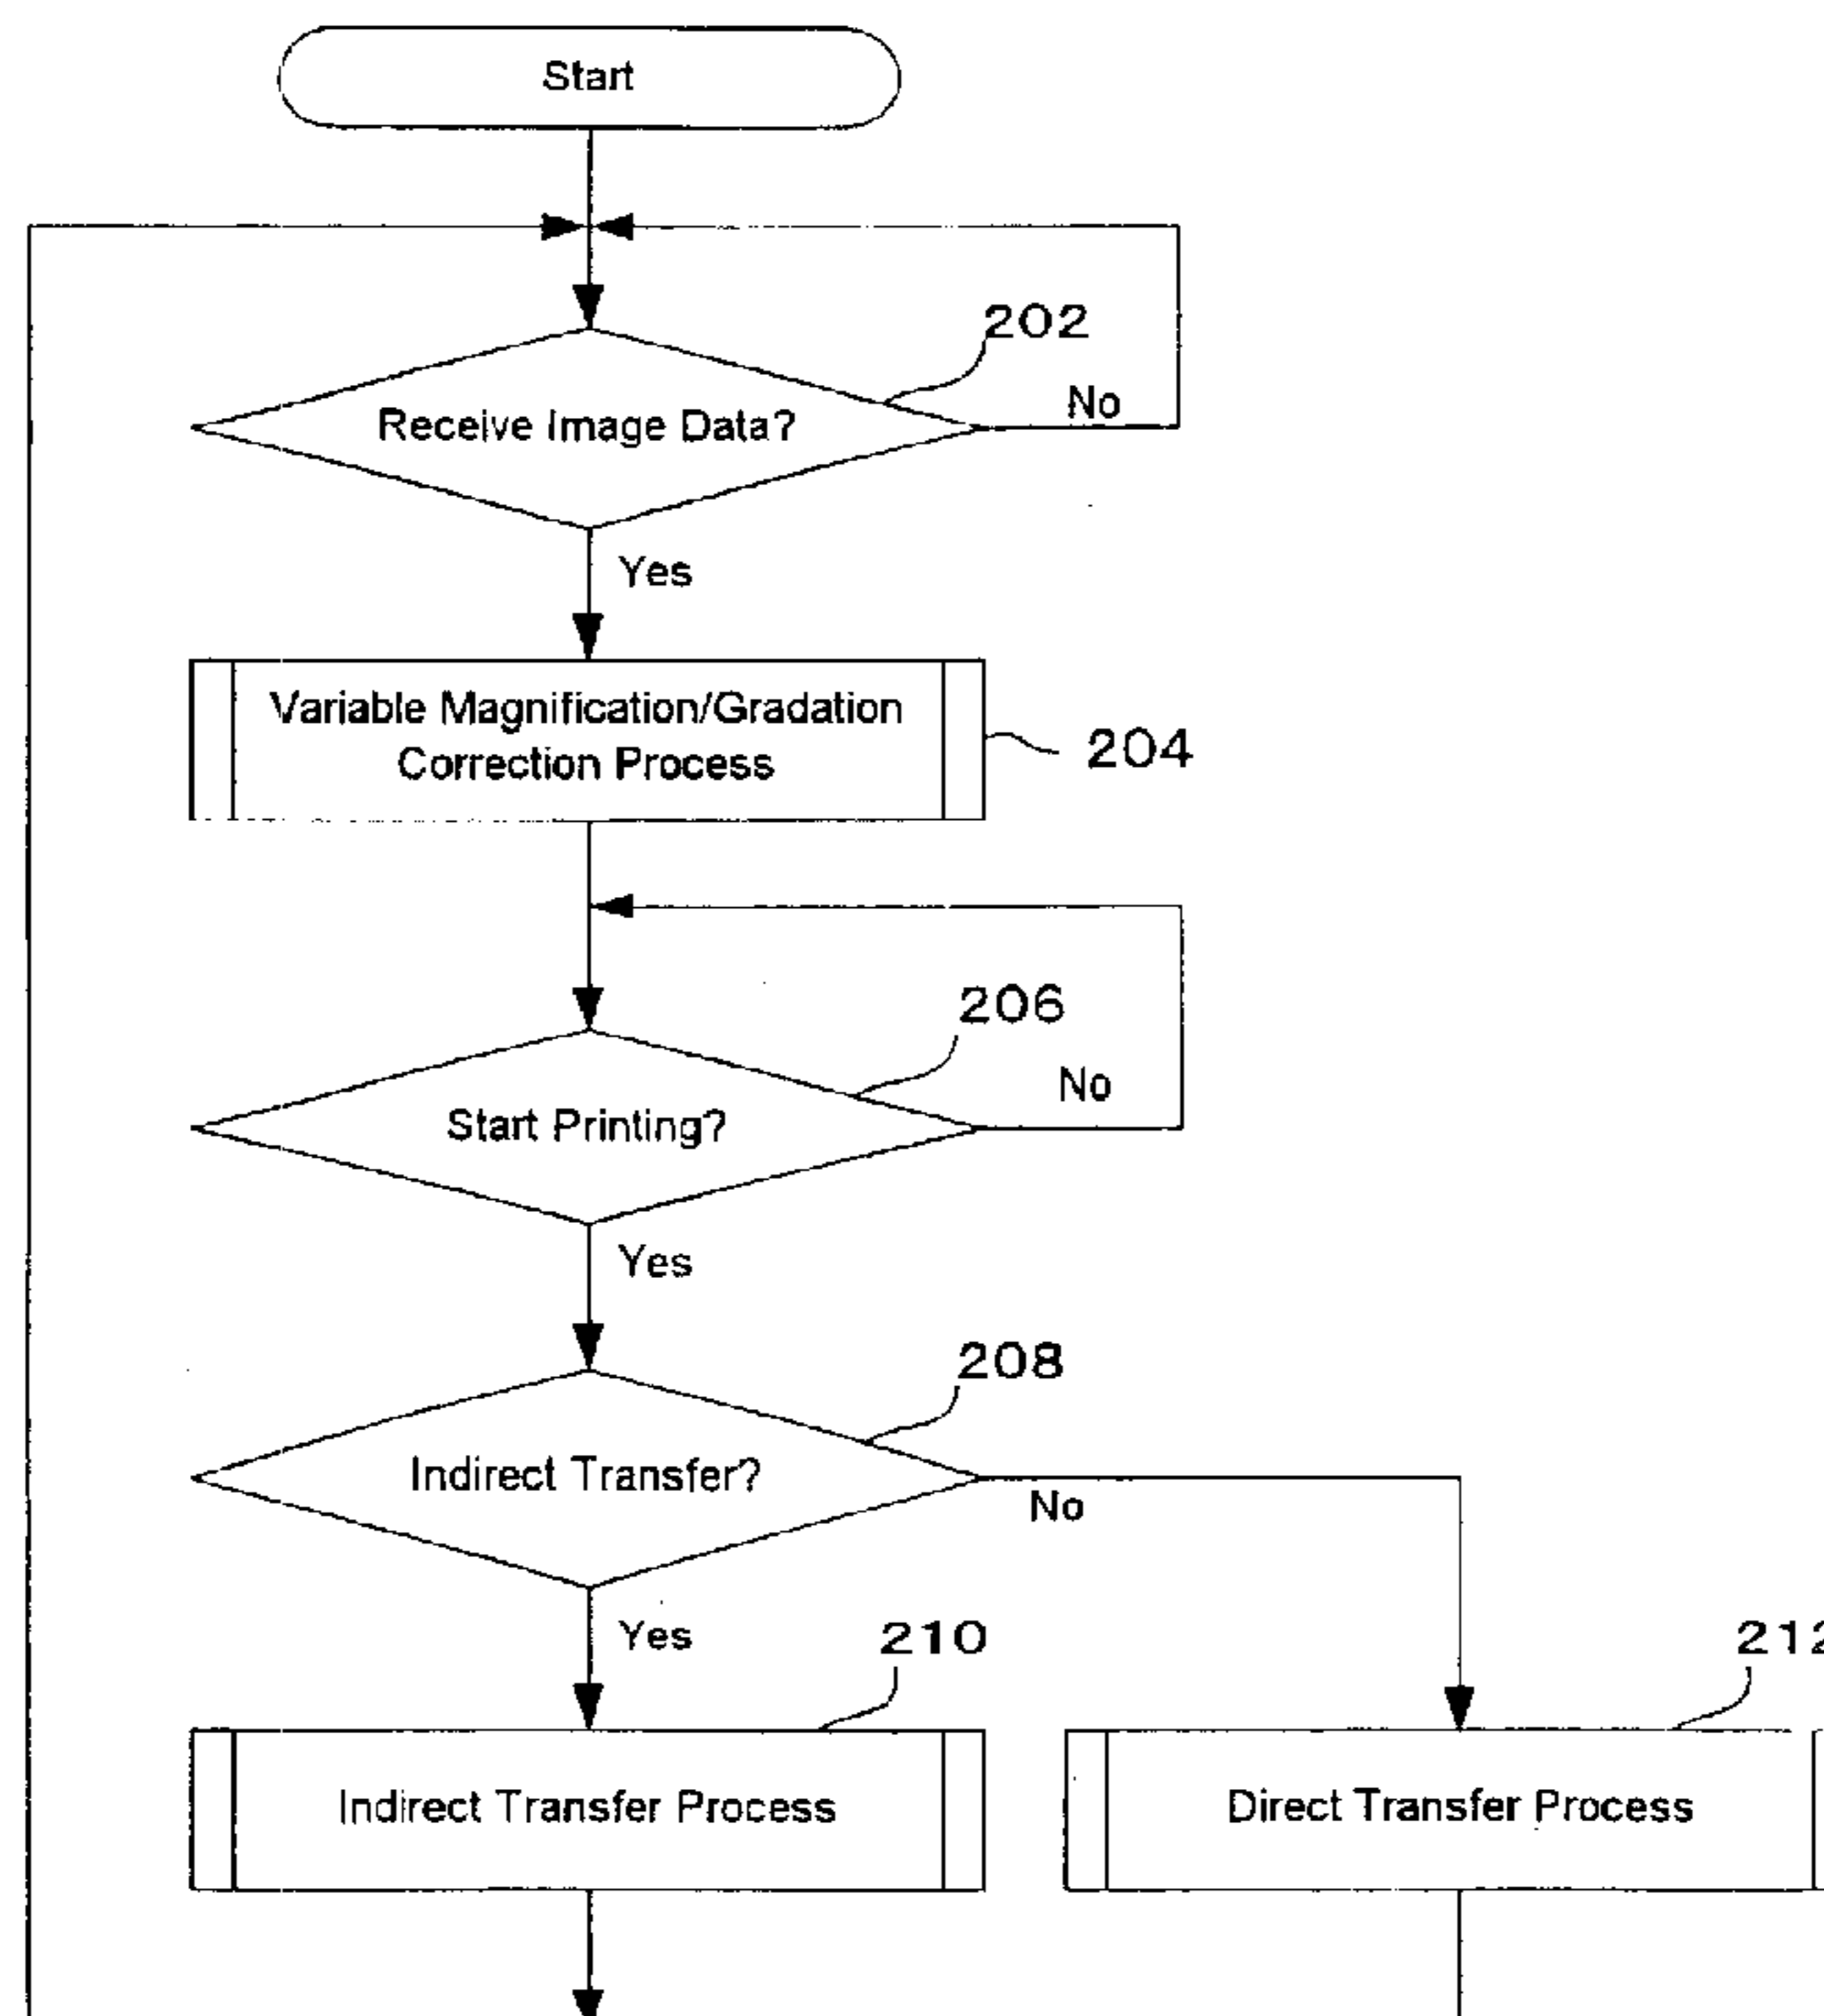 Start
202
Receive Image Data?
No
Yes
Variable Magnification/Gradation
Correction Process
204
206
No
Start Printing?
Yes
208
Indirect Transfer?
No
Yes
210
212
Indirect Transfer Process
Direct Transfer Process